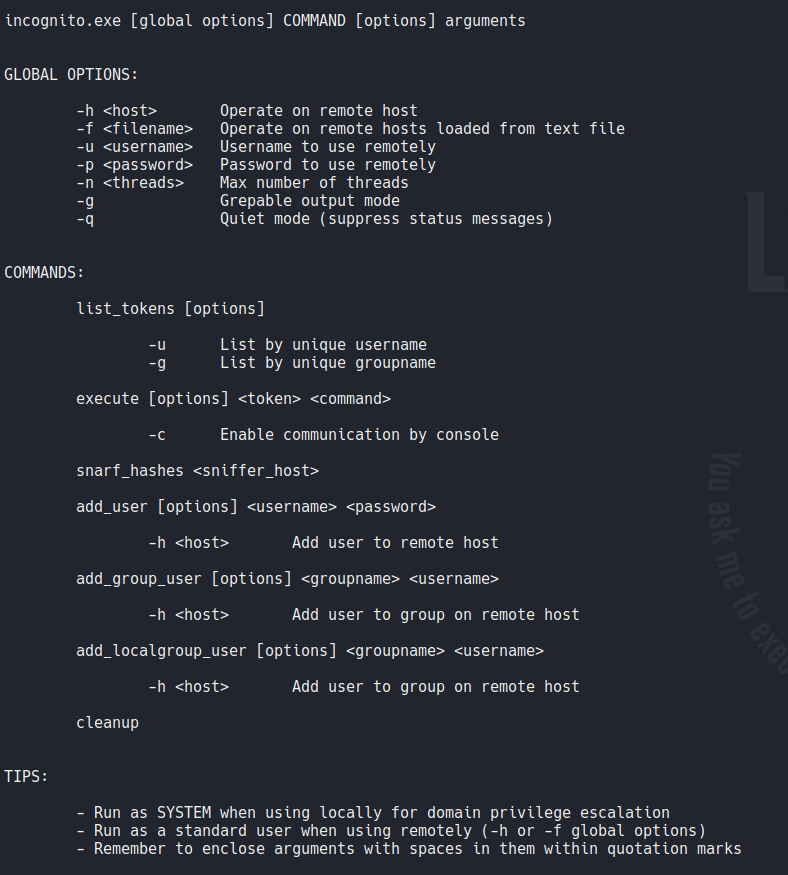 incognito.exe [global options] COMMAND [options] arguments
GLOBAL OPTIONS:
-h <host> Operate on remote host
-f <filename> Operate on remote hosts loaded from text file
-u <username> Username to use remotely
-p <password> Password to use remotely
-n <threads> Max number of threads
-g Grepable output mode
-q Quiet mode (suppress status messages)
COMMANDS:
list_tokens [options]
-u List by unique username
-g List by unique groupname
execute [options] <token> <command>
-c Enable communication by console
snarf_hashes <sniffer_host>
add_user [options] <username> <password>
-h <host> Add user to remote host
add_group_user [options] <groupname> <username>
-h <host> Add user to group on remote host
add_localgroup_user [options] <groupname> <username>
-h <host> Add user to group on remote host
cleanup
TIPS:
- Run as SYSTEM when using locally for domain privilege escalation
- Run as a standard user when using remotely (-h or -f global options)
- Remember to enclose arguments with spaces in them within quotation marks
L
You ask me to exec